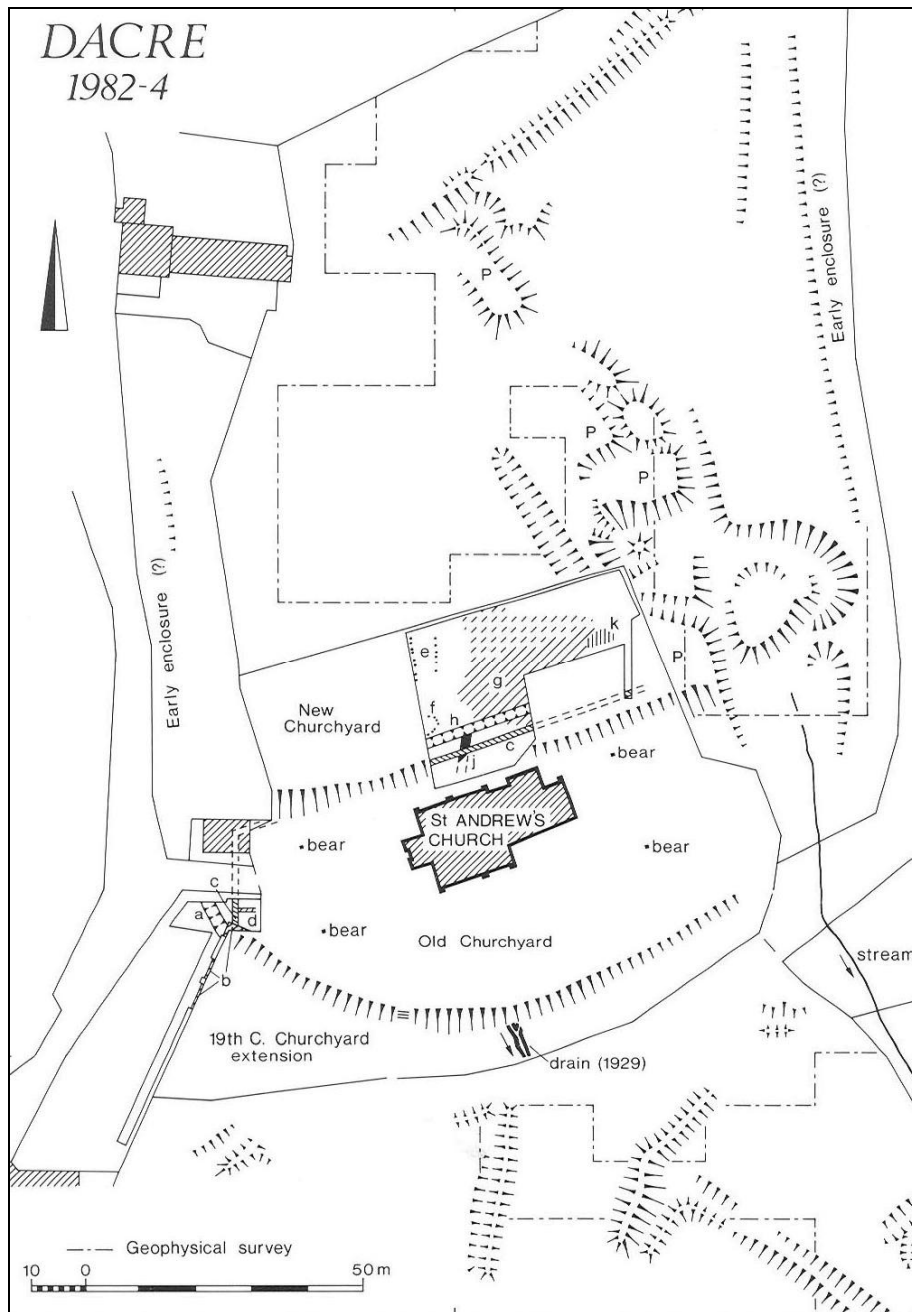 DACRE
1982-4
Early enclosure (?)
P
P
P
Early enclosure (?)
k
e
g
P
New
Churchyard
f
h
c
j
bear
St ANDREW'S
CHURCH
bear
bear
c
a
d
bear
Old Churchyard
b
stream
19th C. Churchyard
extension
drain (1929)
Geophysical survey
10 0 50 m